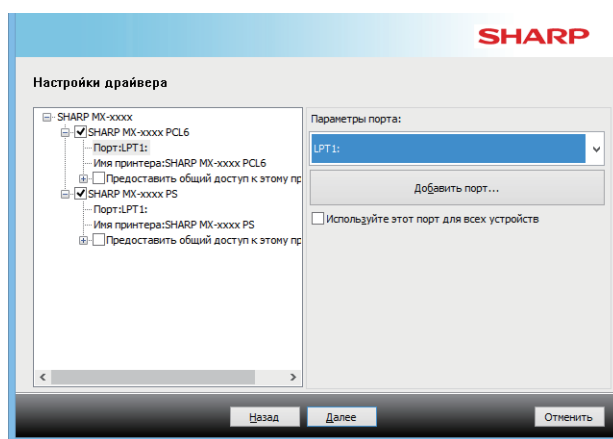 SHARP
Настройки драйвера
SHARP MX-xxxx
SHARP MX-xxxx PCL6
Порт:LPT1:
Имя принтера:SHARP MX-xxxx PCL6
Предоставить общий доступ к этому пр
SHARP MX-xxxx PS
Порт:LPT1:
Имя принтера:SHARP MX-xxxx PS
Предоставить общий доступ к этому пр
Параметры порта:
LPT1:
Добавить порт...
Используйте этот порт для всех устройств
Назад
Далее
Отменить